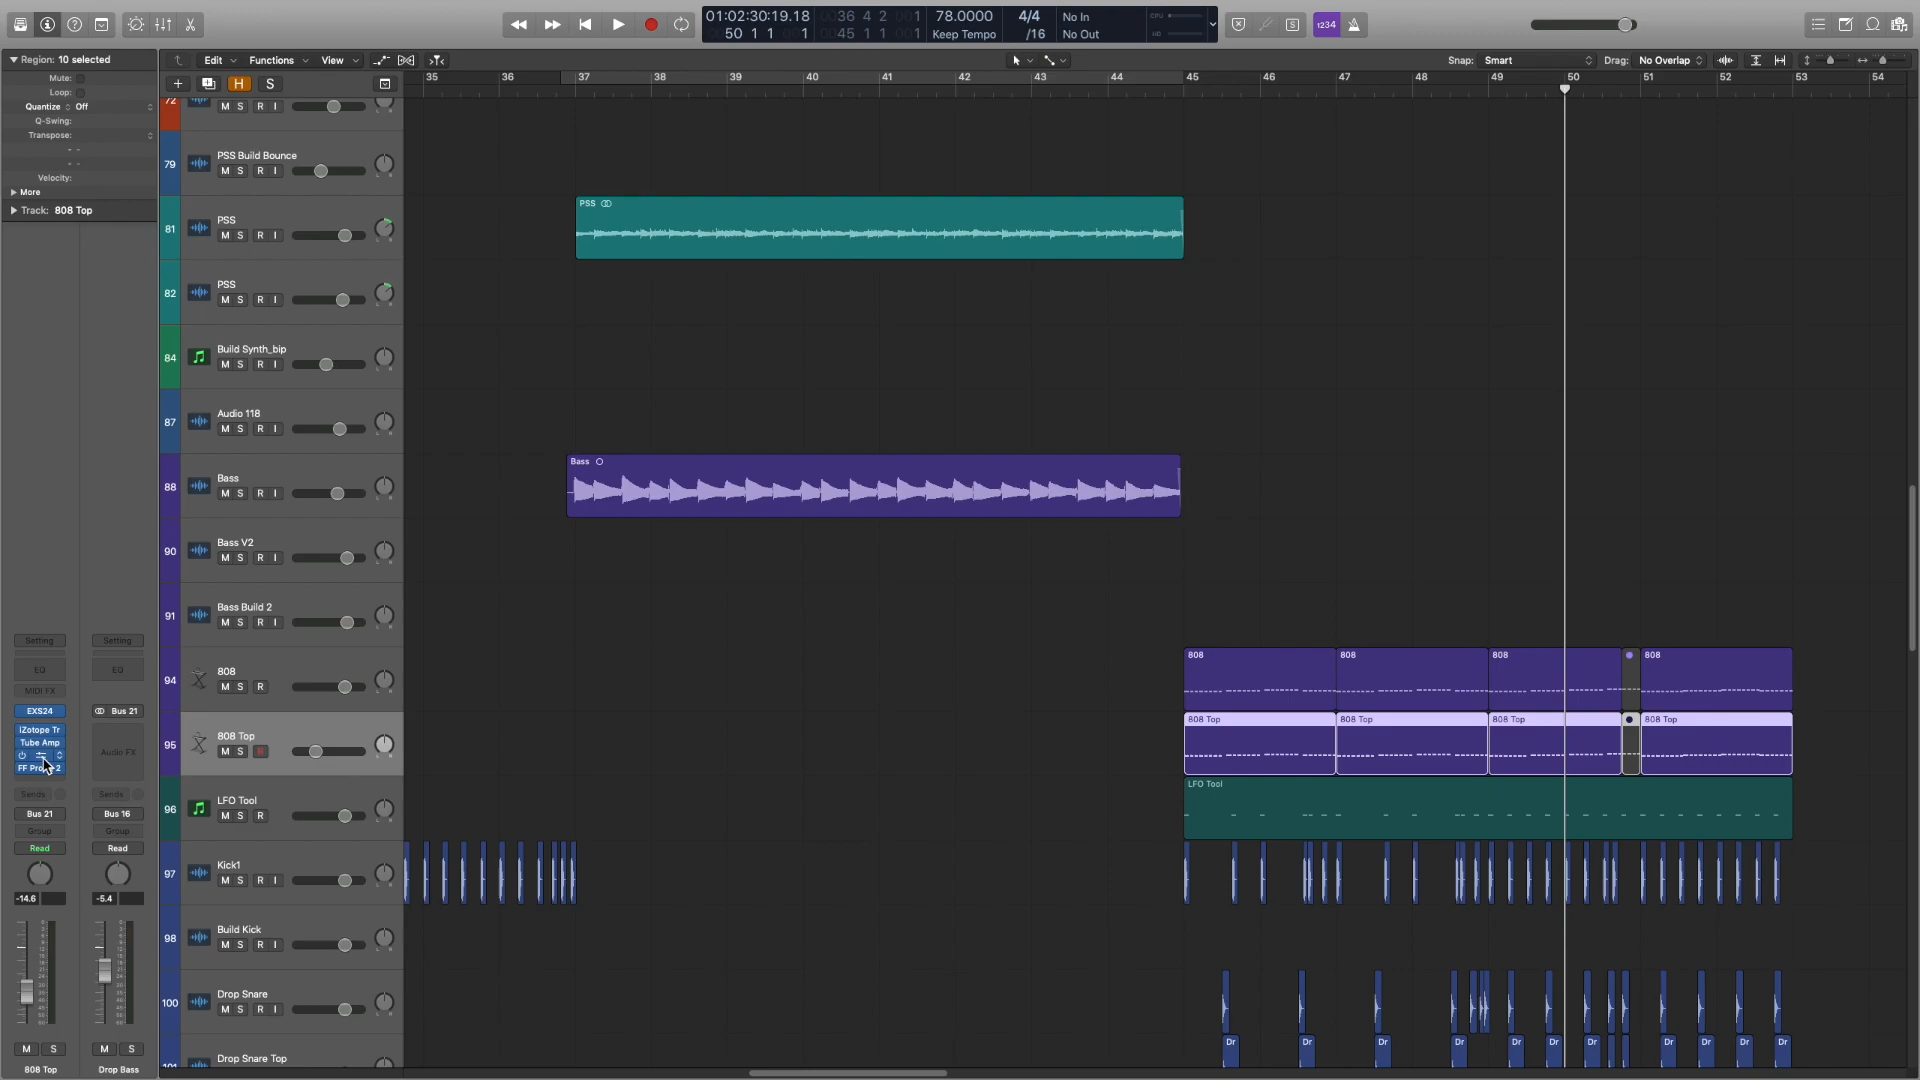 01:02:30:19.18 0036 4 2 001 78.0000 4/4 No In CPU
50 1 1 1 0045 1 1 001 Keep Tempo /16 No Out HD
1234
Region: 10 selected
Edit Functions View Snap: Smart Drag: No Overlap
Mute:
Loop:
Quantize Off
Q-Swing:
Transpose:
- -
- -
Velocity:
More
Track: 808 Top
H S
35 36 37 38 39 40 41 42 43 44 45 46 47 48 49 50 51 52 53 54
72 M S R I
79 PSS Build Bounce
M S R I
81 PSS
M S R I
PSS
82 PSS
M S R I
84 Build Synth_bip
M S R I
87 Audio 118
M S R I
88 Bass
M S R I
Bass
90 Bass V2
M S R I
91 Bass Build 2
M S R I
94 808
M S R
808 808 808 808
95 808 Top
M S R
808 Top 808 Top 808 Top 808 Top
96 LFO Tool
M S R
LFO Tool
97 Kick1
M S R I
98 Build Kick
M S R I
100 Drop Snare
M S R I
101 Drop Snare Top
Dr Dr Dr Dr Dr Dr Dr Dr Dr Dr Dr
Setting Setting
EQ EQ
MIDI FX
EXS24 Bus 21
iZotope Tr
Tube Amp
Audio FX
FF Pro 2
Sends Sends
Bus 21 Bus 16
Group Group
Read Read
-14.6 -5.4
M S M S
808 Top Drop Bass